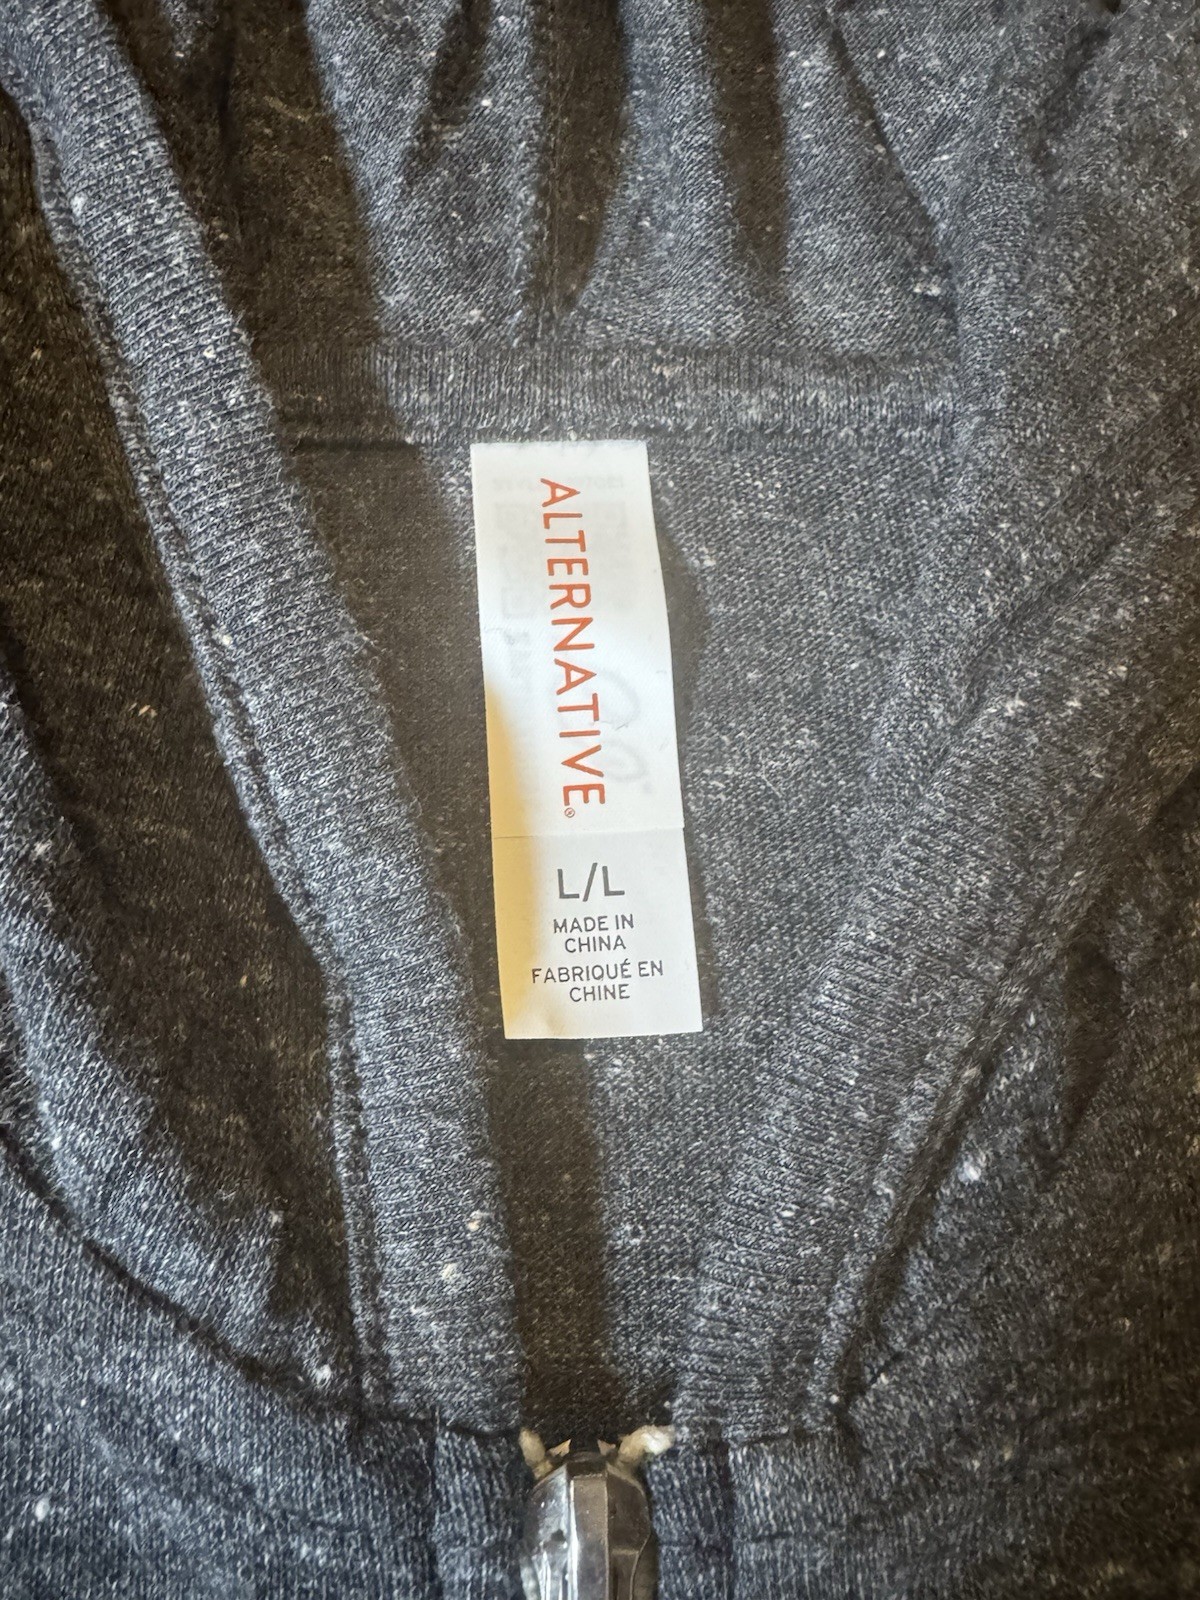 ALTERNATIVE®
L/L
MADE IN
CHINA
FABRIQUÉ EN
CHINE